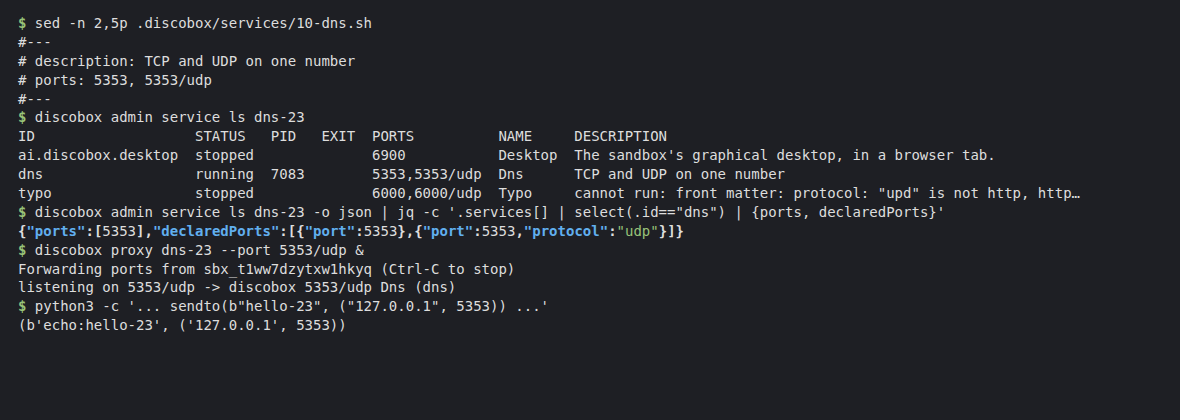 $ sed -n 2,5p .discobox/services/10-dns.sh
#---
# description: TCP and UDP on one number
# ports: 5353, 5353/udp
#---
$ discobox admin service ls dns-23
ID                   STATUS   PID   EXIT  PORTS          NAME     DESCRIPTION
ai.discobox.desktop  stopped              6900           Desktop  The sandbox's graphical desktop, in a browser tab.
dns                  running  7083        5353,5353/udp  Dns      TCP and UDP on one number
typo                 stopped              6000,6000/udp  Typo     cannot run: front matter: protocol: "upd" is not http, http…
$ discobox admin service ls dns-23 -o json | jq -c '.services[] | select(.id=="dns") | {ports, declaredPorts}'
{"ports":[5353],"declaredPorts":[{"port":5353},{"port":5353,"protocol":"udp"}]}
$ discobox proxy dns-23 --port 5353/udp &
Forwarding ports from sbx_t1ww7dzytxw1hkyq (Ctrl-C to stop)
listening on 5353/udp -> discobox 5353/udp Dns (dns)
$ python3 -c '... sendto(b"hello-23", ("127.0.0.1", 5353)) ...'
(b'echo:hello-23', ('127.0.0.1', 5353))